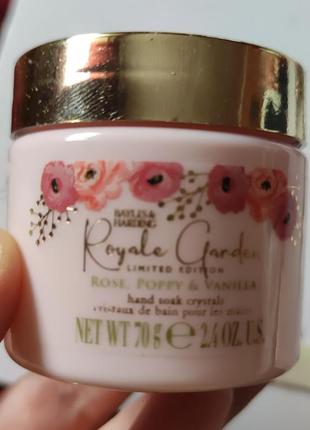 BAYLIS &
HARDING
Royale Garden
LIMITED EDITION
ROSE, POPPY & VANILLA
hand soak crystals
cristaux de bain pour les mains
NET WT 70 g ℮ 2.4 OZ. U.S.